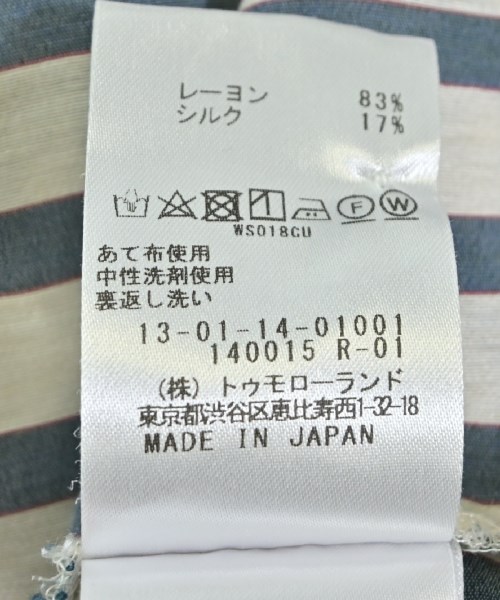 レーヨン 83%
シルク 17%
F W
WS018CU
あて布使用
中性洗剤使用
裏返し洗い
13-01-14-01001
140015 R-01
(株) トゥモローランド
東京都渋谷区恵比寿西1-32-18
MADE IN JAPAN